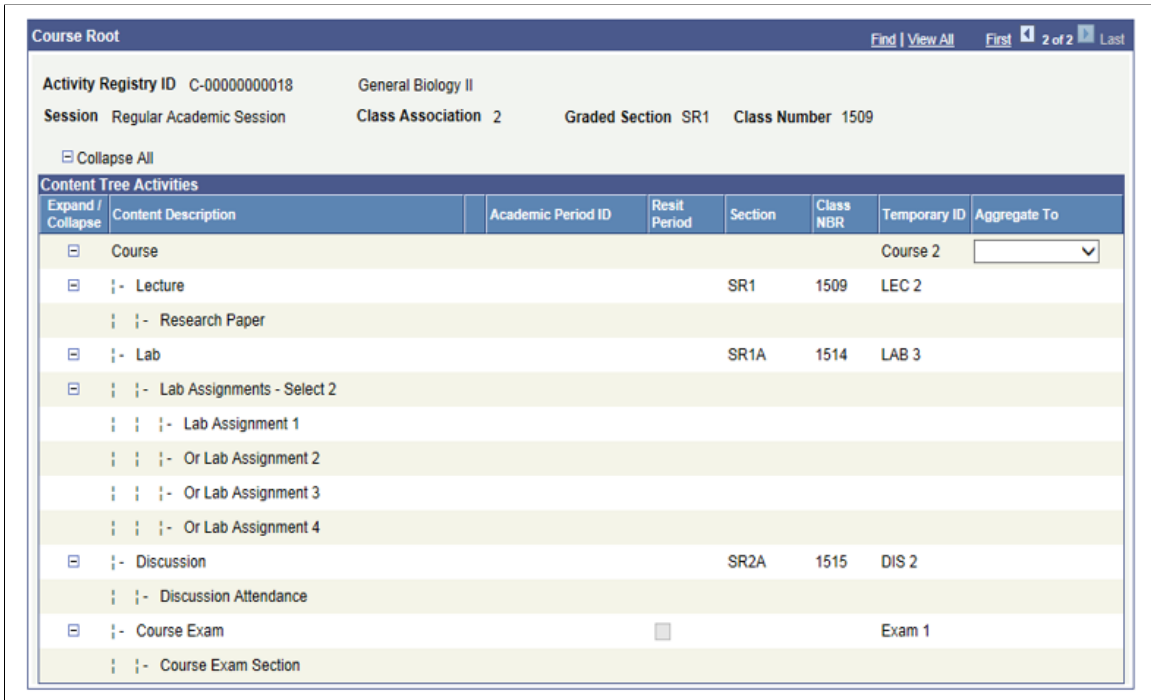 Course Root Find | View All First 2 of 2 Last
Activity Registry ID C-00000000018 General Biology II
Session Regular Academic Session Class Association 2 Graded Section SR1 Class Number 1509
Collapse All
Content Tree Activities
Expand / Collapse Content Description Academic Period ID Resit Period Section Class NBR Temporary ID Aggregate To
Course Course 2
Lecture SR1 1509 LEC 2
Research Paper
Lab SR1A 1514 LAB 3
Lab Assignments - Select 2
Lab Assignment 1
Or Lab Assignment 2
Or Lab Assignment 3
Or Lab Assignment 4
Discussion SR2A 1515 DIS 2
Discussion Attendance
Course Exam Exam 1
Course Exam Section